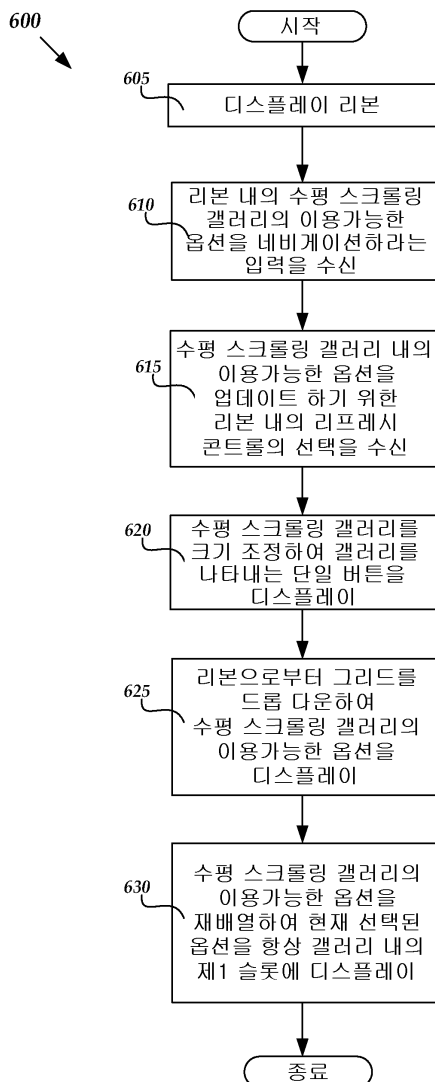 600
시작
605
디스플레이 리본
610
리본 내의 수평 스크롤링
갤러리의 이용가능한
옵션을 네비게이션하라는
입력을 수신
615
수평 스크롤링 갤러리 내의
이용가능한 옵션을
업데이트 하기 위한
리본 내의 리프레시
콘트롤의 선택을 수신
620
수평 스크롤링 갤러리를
크기 조정하여 갤러리를
나타내는 단일 버튼을
디스플레이
625
리본으로부터 그리드를
드롭 다운하여
수평 스크롤링 갤러리의
이용가능한 옵션을
디스플레이
630
수평 스크롤링 갤러리의
이용가능한 옵션을
재배열하여 현재 선택된
옵션을 항상 갤러리 내의
제1 슬롯에 디스플레이
종료